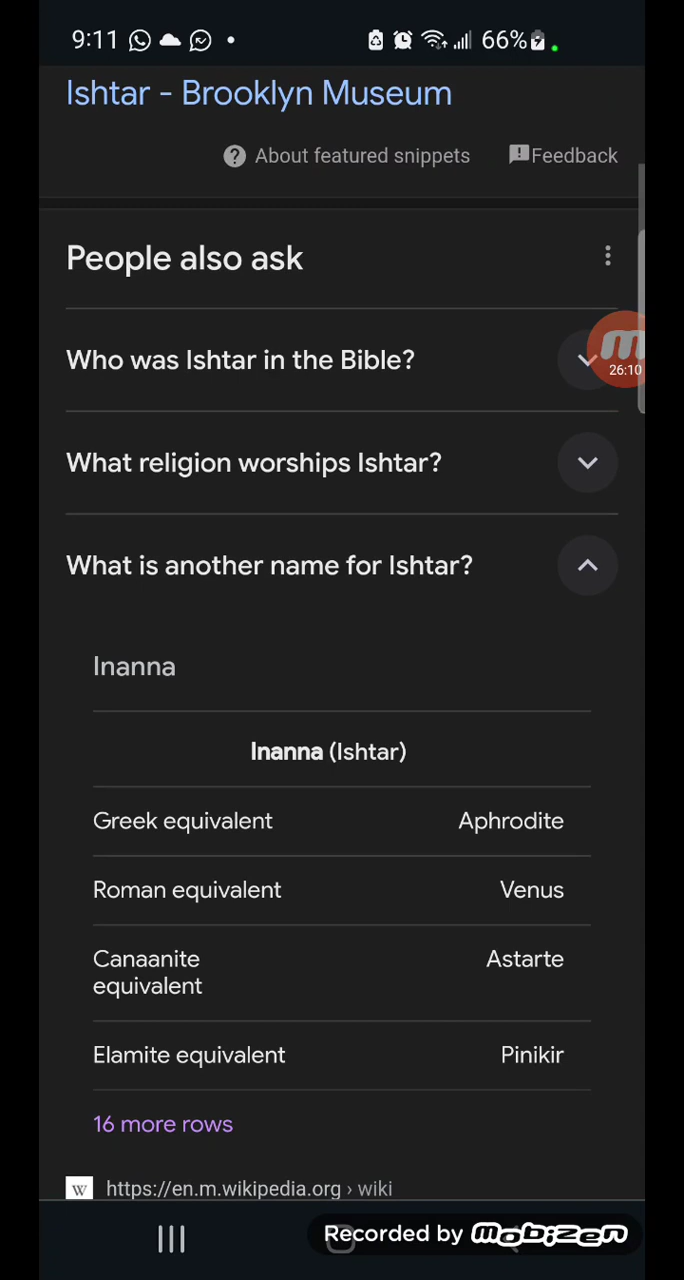 9:11 66%
Ishtar - Brooklyn Museum
About featured snippets Feedback
People also ask
Who was Ishtar in the Bible?
26:10
What religion worships Ishtar?
What is another name for Ishtar?
Inanna
Inanna (Ishtar)
Greek equivalent Aphrodite
Roman equivalent Venus
Canaanite Astarte
equivalent
Elamite equivalent Pinikir
16 more rows
W https://en.m.wikipedia.org › wiki
Recorded by mobizen